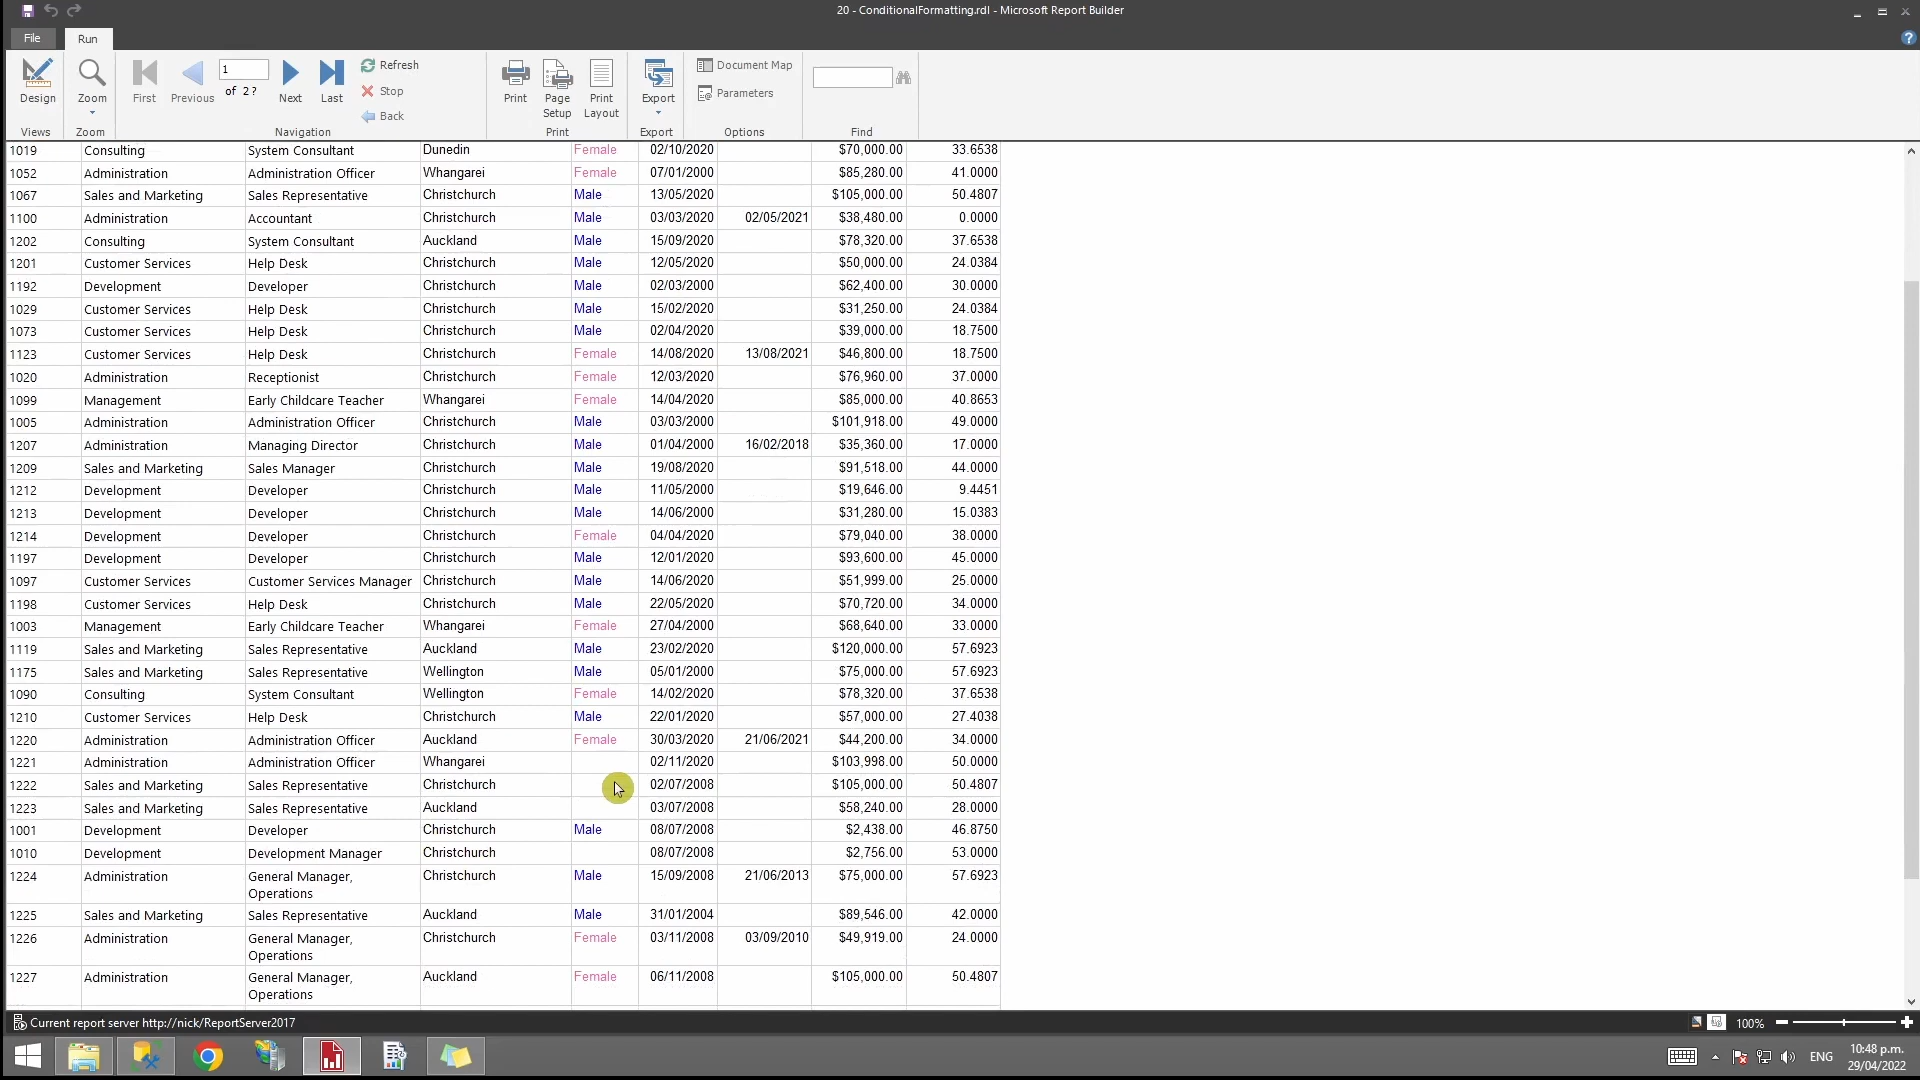 20 - ConditionalFormatting.rdl - Microsoft Report Builder
File Run
Design Zoom First Previous 1 of 2? Next Last Refresh Stop Back Print Page Setup Print Layout Export Document Map Parameters
Views Zoom Navigation Print Export Options Find
1019 Consulting System Consultant Dunedin Female 02/10/2020 $70,000.00 33.6538
1052 Administration Administration Officer Whangarei Female 07/01/2000 $85,280.00 41.0000
1067 Sales and Marketing Sales Representative Christchurch Male 13/05/2020 $105,000.00 50.4807
1100 Administration Accountant Christchurch Male 03/03/2020 02/05/2021 $38,480.00 0.0000
1202 Consulting System Consultant Auckland Male 15/09/2020 $78,320.00 37.6538
1201 Customer Services Help Desk Christchurch Male 12/05/2020 $50,000.00 24.0384
1192 Development Developer Christchurch Male 02/03/2000 $62,400.00 30.0000
1029 Customer Services Help Desk Christchurch Male 15/02/2020 $31,250.00 24.0384
1073 Customer Services Help Desk Christchurch Male 02/04/2020 $39,000.00 18.7500
1123 Customer Services Help Desk Christchurch Female 14/08/2020 13/08/2021 $46,800.00 18.7500
1020 Administration Receptionist Christchurch Female 12/03/2020 $76,960.00 37.0000
1099 Management Early Childcare Teacher Whangarei Female 14/04/2020 $85,000.00 40.8653
1005 Administration Administration Officer Christchurch Male 03/03/2000 $101,918.00 49.0000
1207 Administration Managing Director Christchurch Male 01/04/2000 16/02/2018 $35,360.00 17.0000
1209 Sales and Marketing Sales Manager Christchurch Male 19/08/2020 $91,518.00 44.0000
1212 Development Developer Christchurch Male 11/05/2000 $19,646.00 9.4451
1213 Development Developer Christchurch Male 14/06/2000 $31,280.00 15.0383
1214 Development Developer Christchurch Female 04/04/2020 $79,040.00 38.0000
1197 Development Developer Christchurch Male 12/01/2020 $93,600.00 45.0000
1097 Customer Services Customer Services Manager Christchurch Male 14/06/2020 $51,999.00 25.0000
1198 Customer Services Help Desk Christchurch Male 22/05/2020 $70,720.00 34.0000
1003 Management Early Childcare Teacher Whangarei Female 27/04/2000 $68,640.00 33.0000
1119 Sales and Marketing Sales Representative Auckland Male 23/02/2020 $120,000.00 57.6923
1175 Sales and Marketing Sales Representative Wellington Male 05/01/2000 $75,000.00 57.6923
1090 Consulting System Consultant Wellington Female 14/02/2020 $78,320.00 37.6538
1210 Customer Services Help Desk Christchurch Male 22/01/2020 $57,000.00 27.4038
1220 Administration Administration Officer Auckland Female 30/03/2020 21/06/2021 $44,200.00 34.0000
1221 Administration Administration Officer Whangarei 02/11/2020 $103,998.00 50.0000
1222 Sales and Marketing Sales Representative Christchurch 02/07/2008 $105,000.00 50.4807
1223 Sales and Marketing Sales Representative Auckland 03/07/2008 $58,240.00 28.0000
1001 Development Developer Christchurch Male 08/07/2008 $2,438.00 46.8750
1010 Development Development Manager Christchurch 08/07/2008 $2,756.00 53.0000
1224 Administration General Manager, Christchurch Male 15/09/2008 21/06/2013 $75,000.00 57.6923
Operations
1225 Sales and Marketing Sales Representative Auckland Male 31/01/2004 $89,546.00 42.0000
1226 Administration General Manager, Christchurch Female 03/11/2008 03/09/2010 $49,919.00 24.0000
Operations
1227 Administration General Manager, Auckland Female 06/11/2008 $105,000.00 50.4807
Operations
Current report server http://nick/ReportServer2017 100%
ENG 10:48 p.m.
29/04/2022